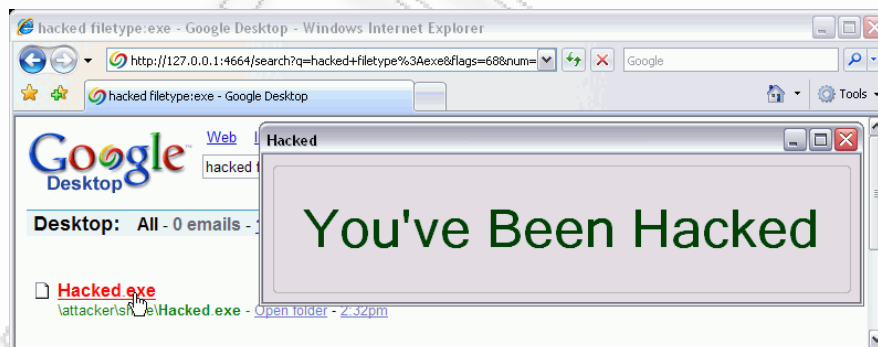 hacked filetype:exe - Google Desktop - Windows Internet Explorer
http://127.0.0.1:4664/search?q=hacked+filetype%3Aexe&flags=68&num=
Google
hacked filetype:exe - Google Desktop
Tools
Google
Desktop
Web
hacked f
Hacked
You've Been Hacked
Desktop: All - 0 emails -
Hacked.exe
Hacked.exe - Open folder - 2:32pm